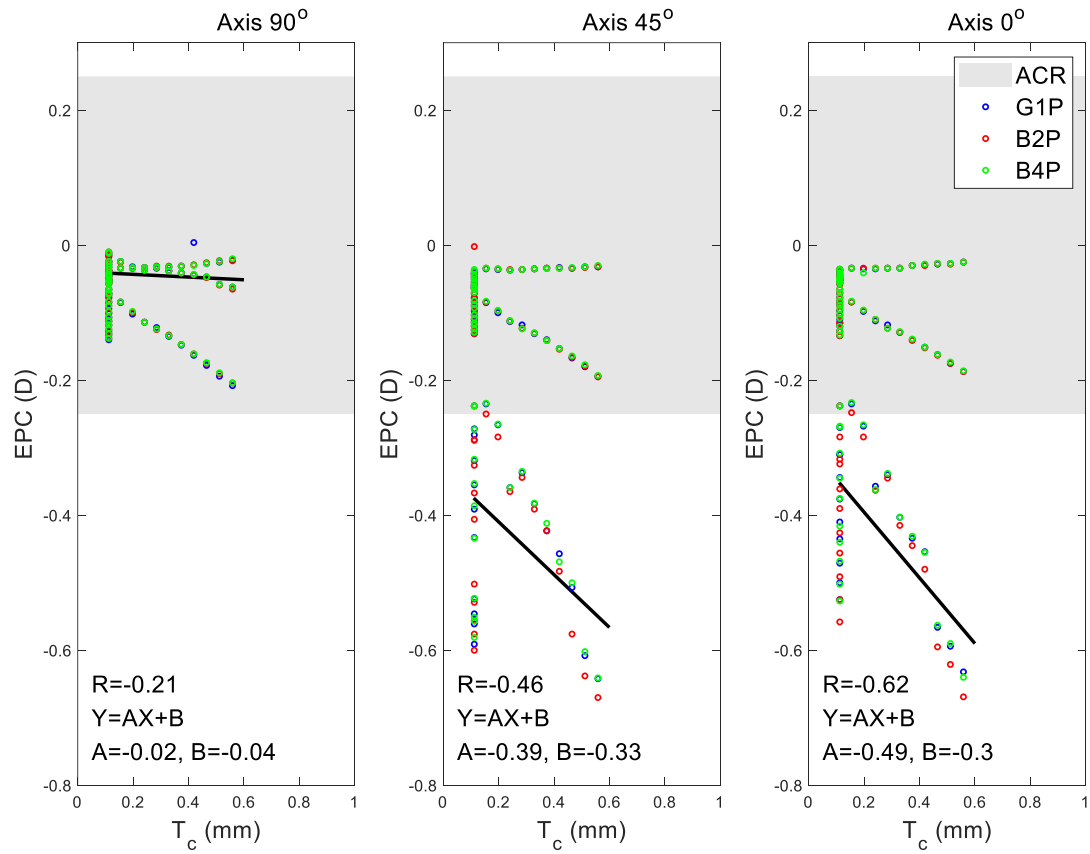 Axis 90°
Axis 45°
Axis 0°
ACR
G1P
B2P
B4P
0.2
0
-0.2
-0.4
-0.6
-0.8
EPC (D)
R=-0.21
Y=AX+B
A=-0.02, B=-0.04
0
0.2
0.4
0.6
0.8
1
T_c (mm)
0.2
0
-0.2
-0.4
-0.6
-0.8
EPC (D)
R=-0.46
Y=AX+B
A=-0.39, B=-0.33
0
0.2
0.4
0.6
0.8
1
T_c (mm)
0.2
0
-0.2
-0.4
-0.6
-0.8
EPC (D)
R=-0.62
Y=AX+B
A=-0.49, B=-0.3
0
0.2
0.4
0.6
0.8
1
T_c (mm)